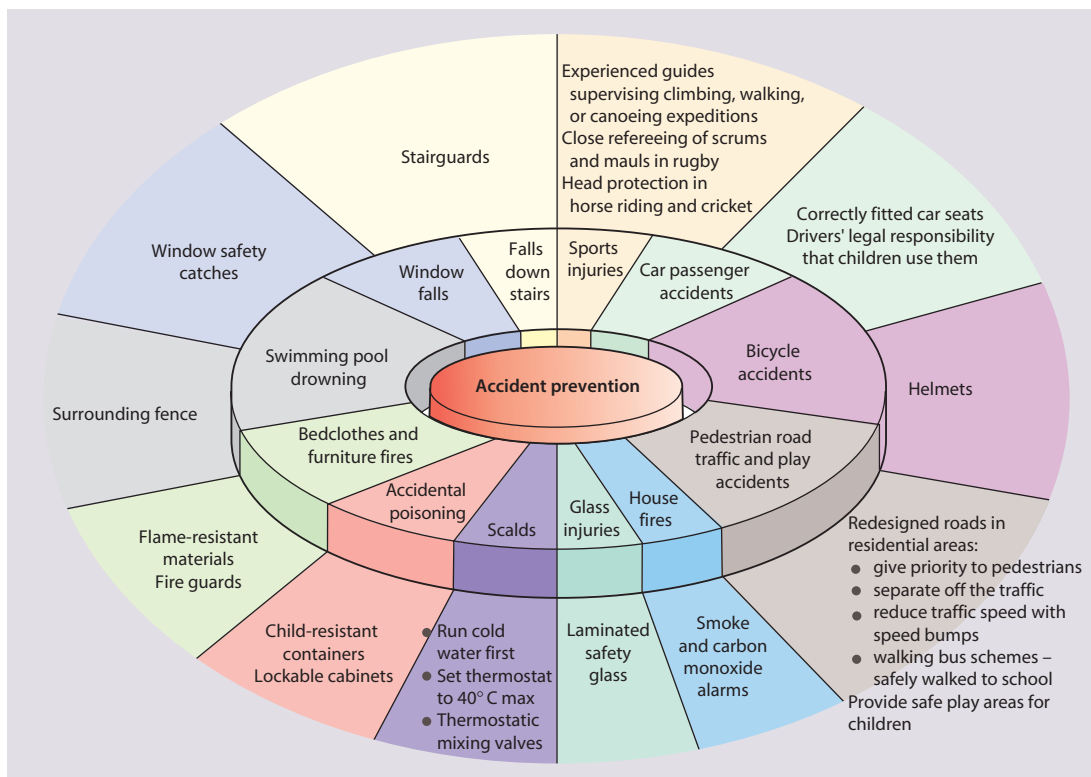 Accident prevention
Falls
down
stairs
Stairguards
Sports
injuries
Experienced guides
supervising climbing, walking,
or canoeing expeditions
Close refereeing of scrums
and mauls in rugby
Head protection in
horse riding and cricket
Car passenger
accidents
Correctly fitted car seats
Drivers' legal responsibility
that children use them
Bicycle
accidents
Helmets
Pedestrian road
traffic and play
accidents
Redesigned roads in
residential areas:
● give priority to pedestrians
● separate off the traffic
● reduce traffic speed with
speed bumps
● walking bus schemes –
safely walked to school
Provide safe play areas for
children
House
fires
Smoke
and carbon
monoxide
alarms
Glass
injuries
Laminated
safety
glass
Scalds
● Run cold
water first
● Set thermostat
to 40° C max
● Thermostatic
mixing valves
Accidental
poisoning
Child-resistant
containers
Lockable cabinets
Bedclothes and
furniture fires
Flame-resistant
materials
Fire guards
Swimming pool
drowning
Surrounding fence
Window
falls
Window safety
catches